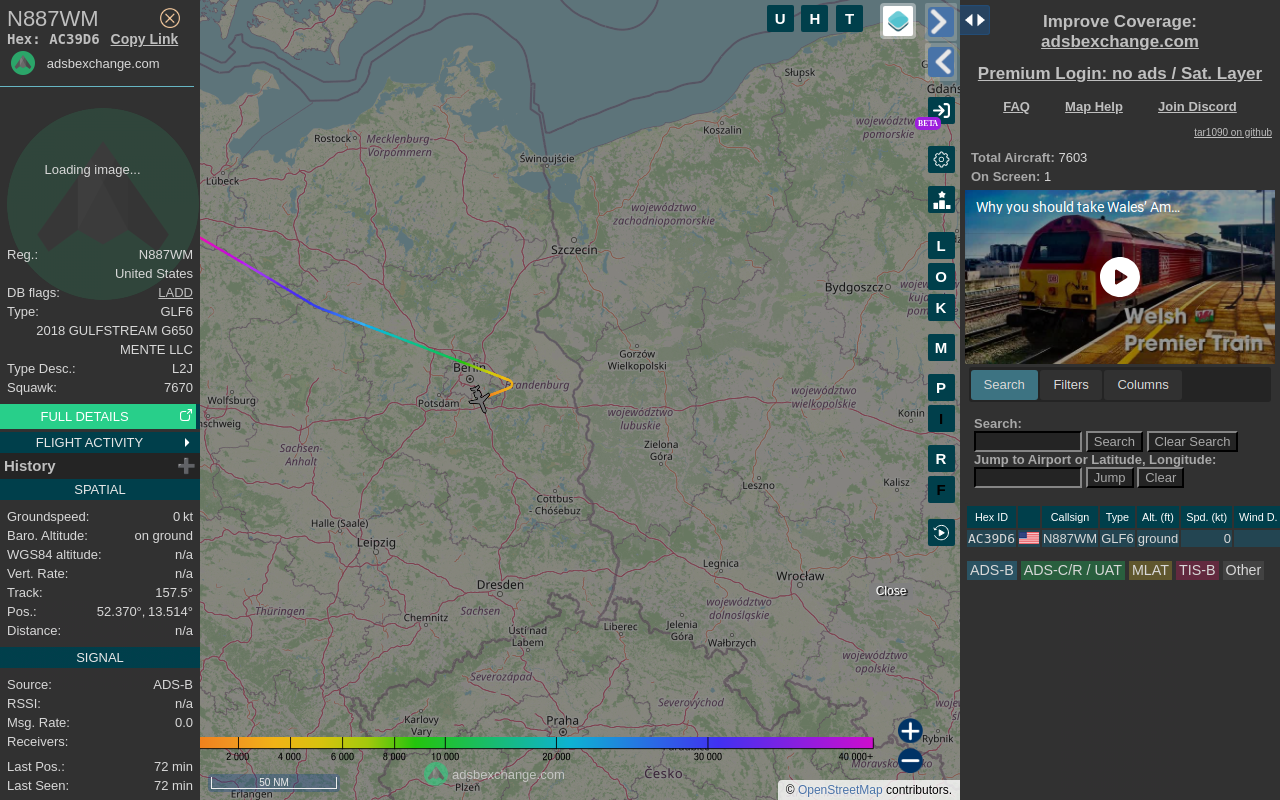 N887WM
Hex: AC39D6 Copy Link
adsbexchange.com
Loading image...
Reg.: N887WM
United States
DB flags: LADD
Type: GLF6
2018 GULFSTREAM G650
MENTE LLC
Type Desc.: L2J
Squawk: 7670
FULL DETAILS
FLIGHT ACTIVITY
History
SPATIAL
Groundspeed: 0 kt
Baro. Altitude: on ground
WGS84 altitude: n/a
Vert. Rate: n/a
Track: 157.5°
Pos.: 52.370°, 13.514°
Distance: n/a
SIGNAL
Source: ADS-B
RSSI: n/a
Msg. Rate: 0.0
Receivers:
Last Pos.: 72 min
Last Seen: 72 min
U H T
Słupsk
Rostock
Mecklenburg-
Vorpommern
Koszalin
województwo
pomorskie
BETA
Świnoujście
Lübeck
województwo
zachodniopomorskie
Szczecin
L
O
K
M
P
I
R
F
Bydgoszcz
Gorzów
Wielkopolski
Berlin
Brandenburg
Potsdam
Wolfsburg
województwo
wielkopolskie
województwo
lubuskie
Konin
Sachsen-
Anhalt
Zielona
Góra
Leszno
Kalisz
Cottbus
- Chóśebuz
Halle (Saale)
Leipzig
Legnica
Wrocław
Dresden
Close
Thüringen
Sachsen
Chemnitz
województwo
dolnośląskie
Ústí nad
Labem
Liberec
Jelenia
Góra
Wałbrzych
województwo
opolskie
Severozápad
Severovýchod
Karlovy
Vary
Praha
Rybnik
2 000 4 000 6 000 8 000 10 000 20 000 30 000 40 000+
50 NM
adsbexchange.com
Plzeň
Česko
Erlangen
© OpenStreetMap contributors.
Improve Coverage:
adsbexchange.com
Premium Login: no ads / Sat. Layer
FAQ Map Help Join Discord
tar1090 on github
Total Aircraft: 7603
On Screen: 1
Why you should take Wales' Am...
Welsh
Premier Train
Search Filters Columns
Search:
Search Clear Search
Jump to Airport or Latitude, Longitude:
Jump Clear
Hex ID Callsign Type Alt. (ft) Spd. (kt) Wind D.
AC39D6 N887WM GLF6 ground 0
ADS-B ADS-C/R / UAT MLAT TIS-B Other